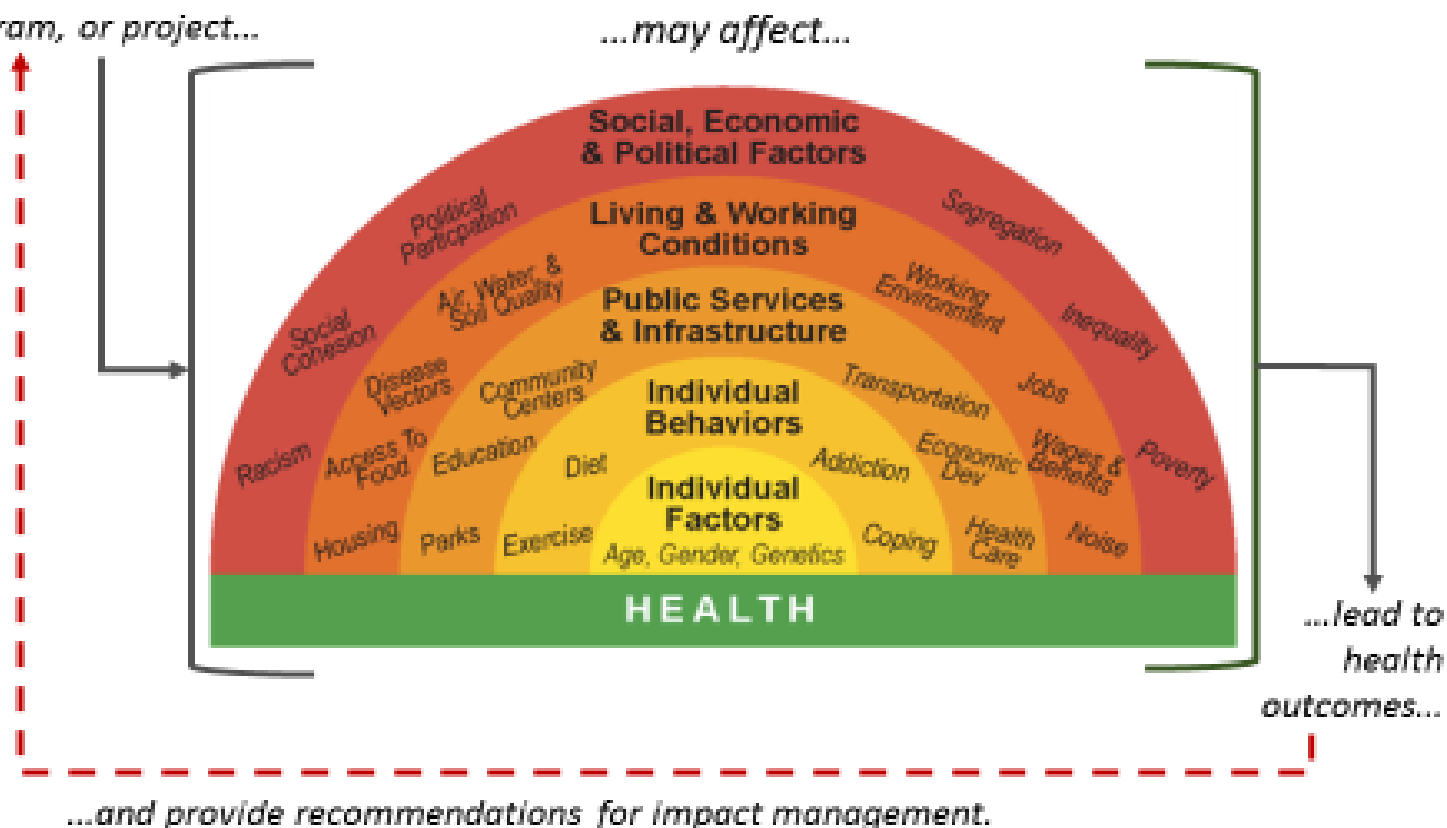 ram, or project...
...may affect...
Social, Economic
& Political Factors
Political
Particpation
Segregation
Social
Cohesion
Inequality
Racism
Poverty
Living & Working
Conditions
Air, Water, &
Soil Quality
Working
Environment
Disease
Vectors
Jobs
Access To
Food
Wages &
Benefits
Housing
Noise
Public Services
& Infrastructure
Community
Centers
Transportation
Education
Economic
Dev
Parks
Health
Care
Individual
Behaviors
Diet
Addiction
Exercise
Coping
Individual
Factors
Age, Gender, Genetics
HEALTH
...lead to
health
outcomes...
...and provide recommendations for impact management.